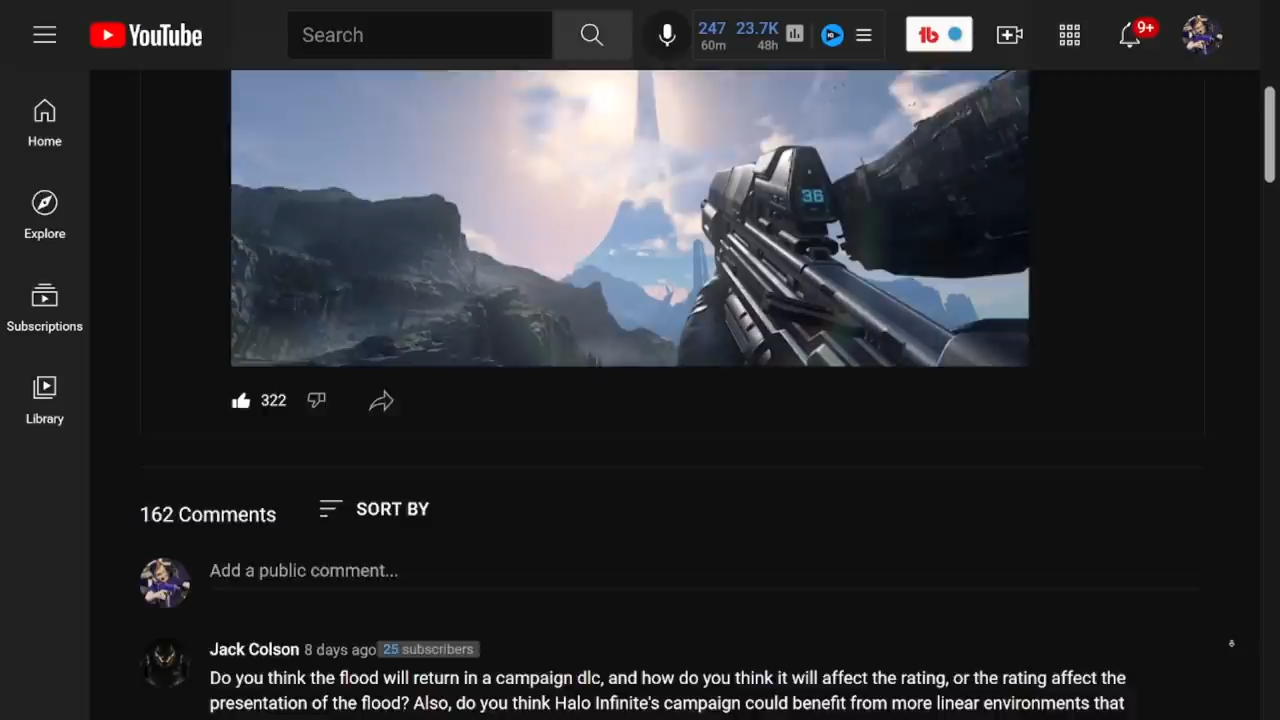 YouTube
Search
247 23.7K
60m 48h
9+
Home
Explore
Subscriptions
Library
36
322
162 Comments
SORT BY
Add a public comment...
Jack Colson 8 days ago 25 subscribers
Do you think the flood will return in a campaign dlc, and how do you think it will affect the rating, or the rating affect the
presentation of the flood? Also, do you think Halo Infinite's campaign could benefit from more linear environments that